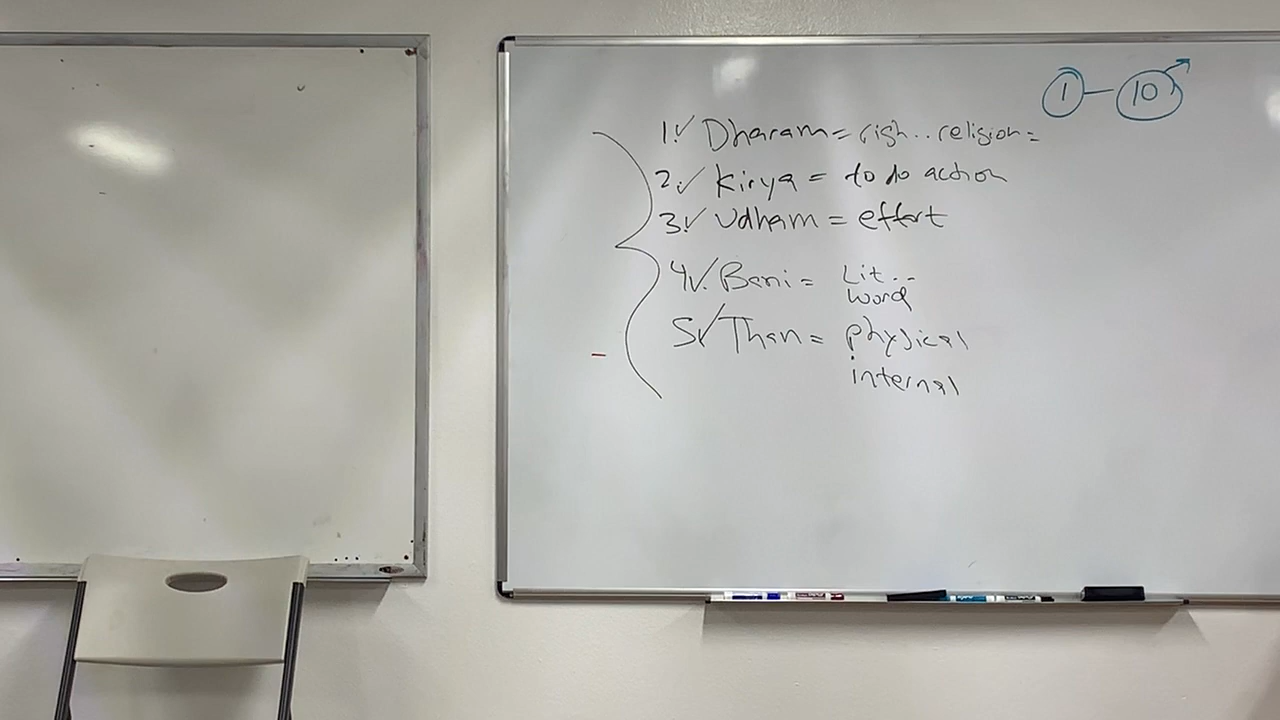 1 — 10
1.✓ Dharam = righ.. religion =
2.✓ Kirya = to do action
3.✓ Udham = effort
4✓. Bani = Lit..
word
5✓ Than = physical
internal